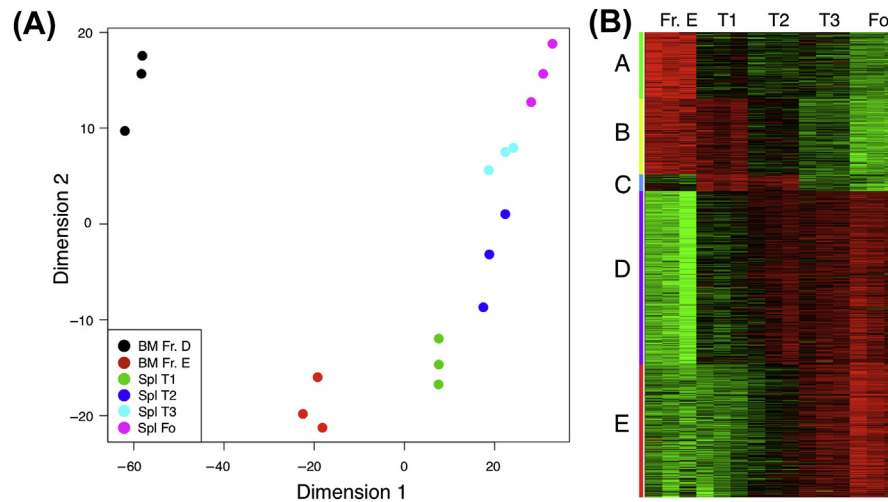 (A)
20
10
0
-10
-20
Dimension 2
BM Fr. D
BM Fr. E
Spl T1
Spl T2
Spl T3
Spl Fo
-60
-40
-20
0
20
Dimension 1
(B)
Fr. E T1 T2 T3 Fo
A
B
C
D
E